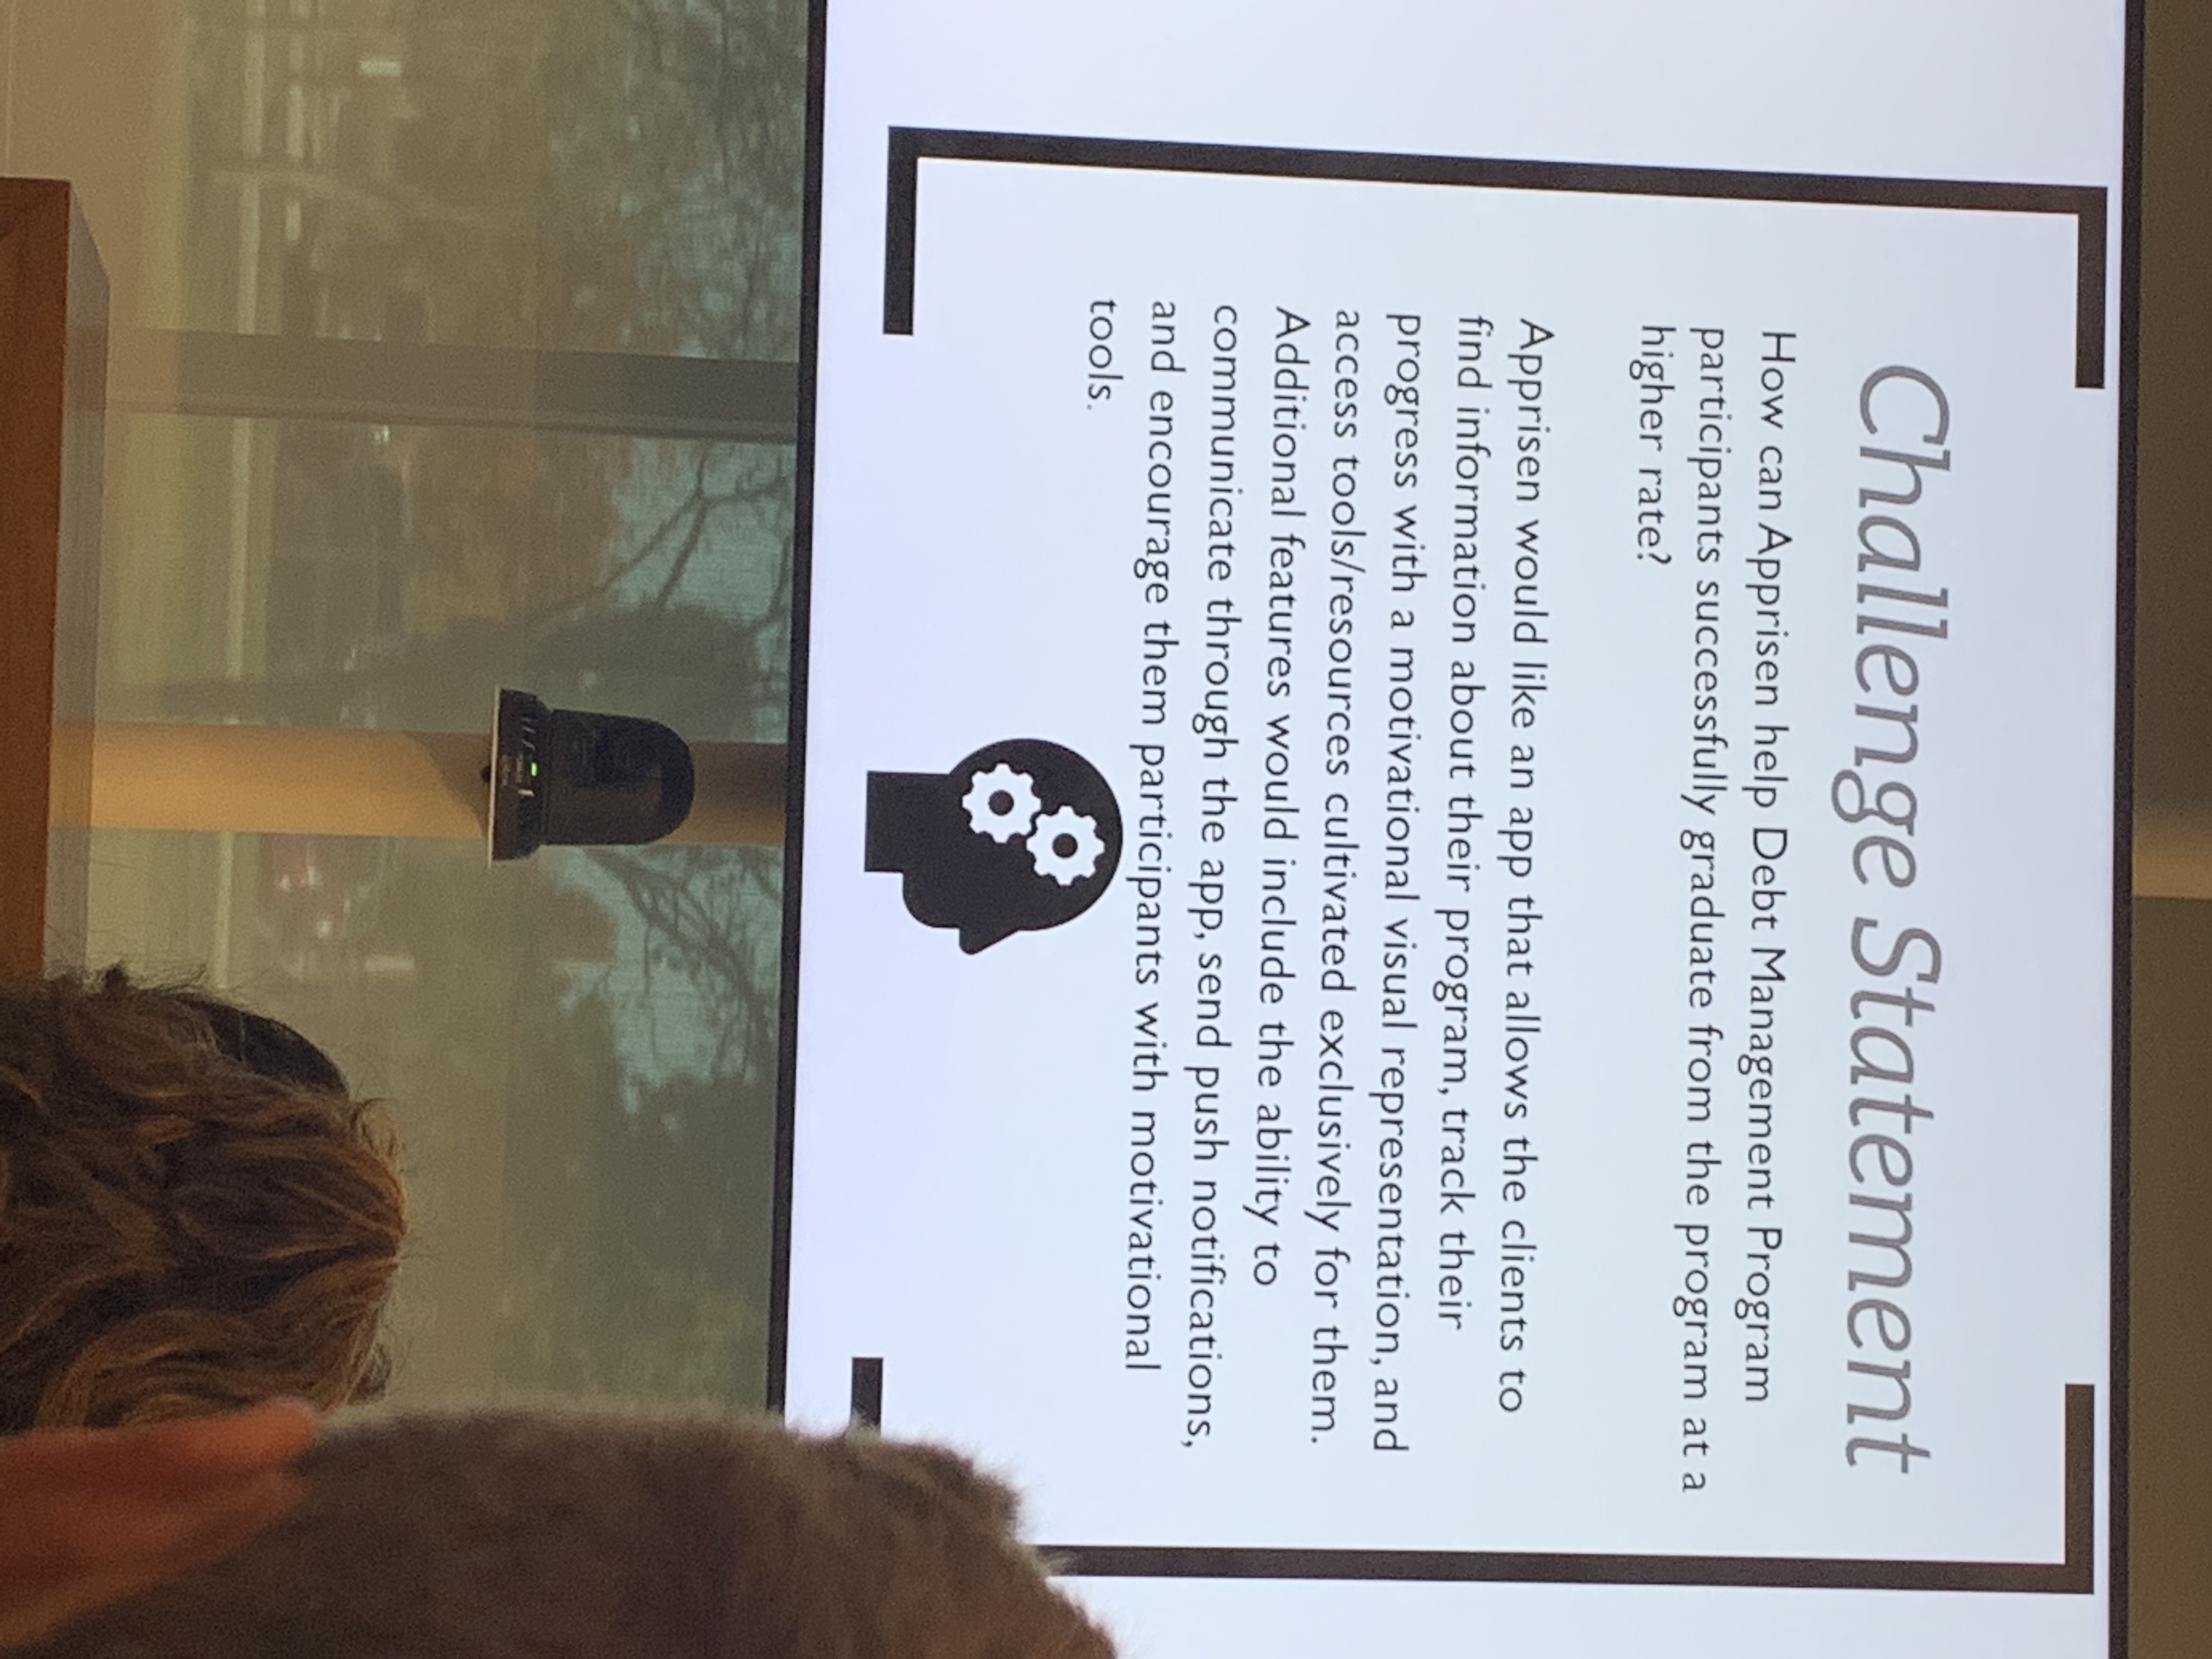 Challenge Statement
How can Apprisen help Debt Management Program
participants successfully graduate from the program at a
higher rate?
Apprisen would like an app that allows the clients to
find information about their program, track their
progress with a motivational visual representation, and
access tools/resources cultivated exclusively for them.
Additional features would include the ability to
communicate through the app, send push notifications,
and encourage them participants with motivational
tools.